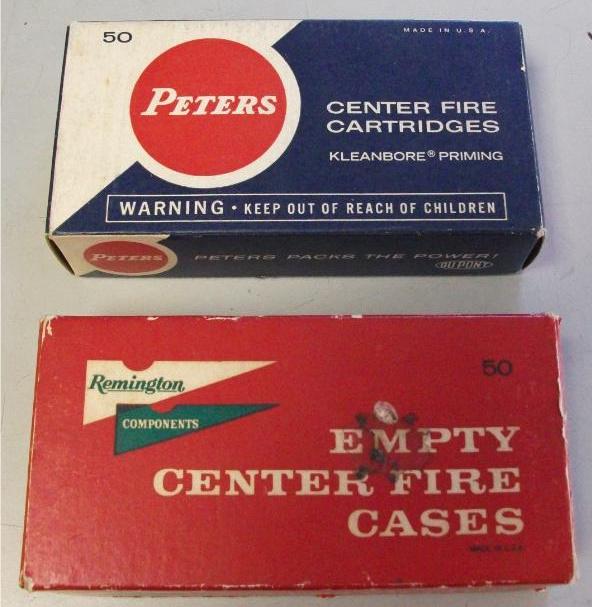 50
MADE IN U.S.A.
PETERS
CENTER FIRE
CARTRIDGES
KLEANBORE® PRIMING
WARNING • KEEP OUT OF REACH OF CHILDREN
PETERS
PETERS PACKS THE POWER!
DU PONT
Remington
COMPONENTS
50
EMPTY
CENTER FIRE
CASES
MADE IN U.S.A.